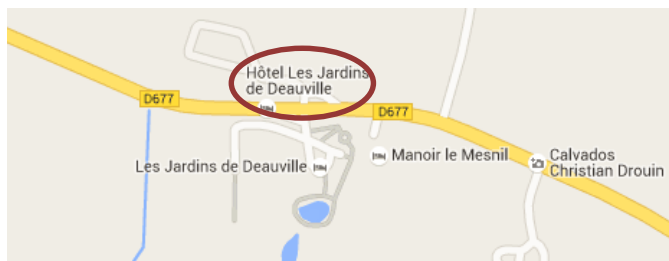 Hôtel Les Jardins
de Deauville
D677
D677
Les Jardins de Deauville
Manoir le Mesnil
Calvados
Christian Drouin